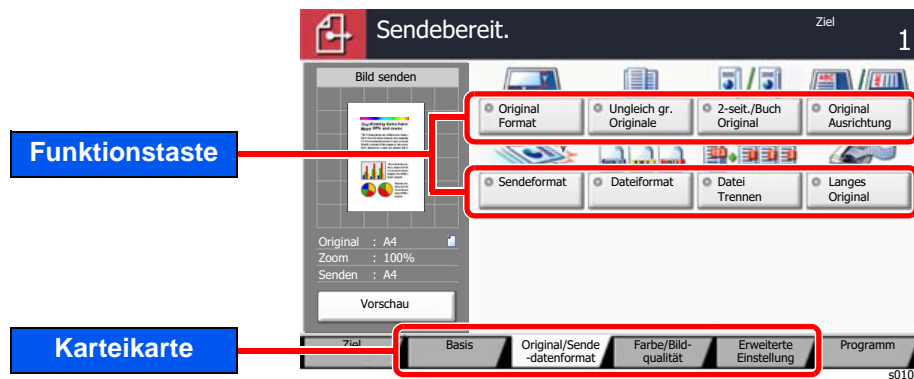 Sendebereit.
Ziel
1
Bild senden
Original : A4
Zoom : 100%
Senden : A4
Vorschau
Original
Format
Ungleich gr.
Originale
2-seit./Buch
Original
Original
Ausrichtung
Sendeformat
Dateiformat
Datei
Trennen
Langes
Original
Funktionstaste
Karteikarte
Ziel
Basis
Original/Sende
-datenformat
Farbe/Bild-
qualität
Erweiterte
Einstellung
Programm
s010